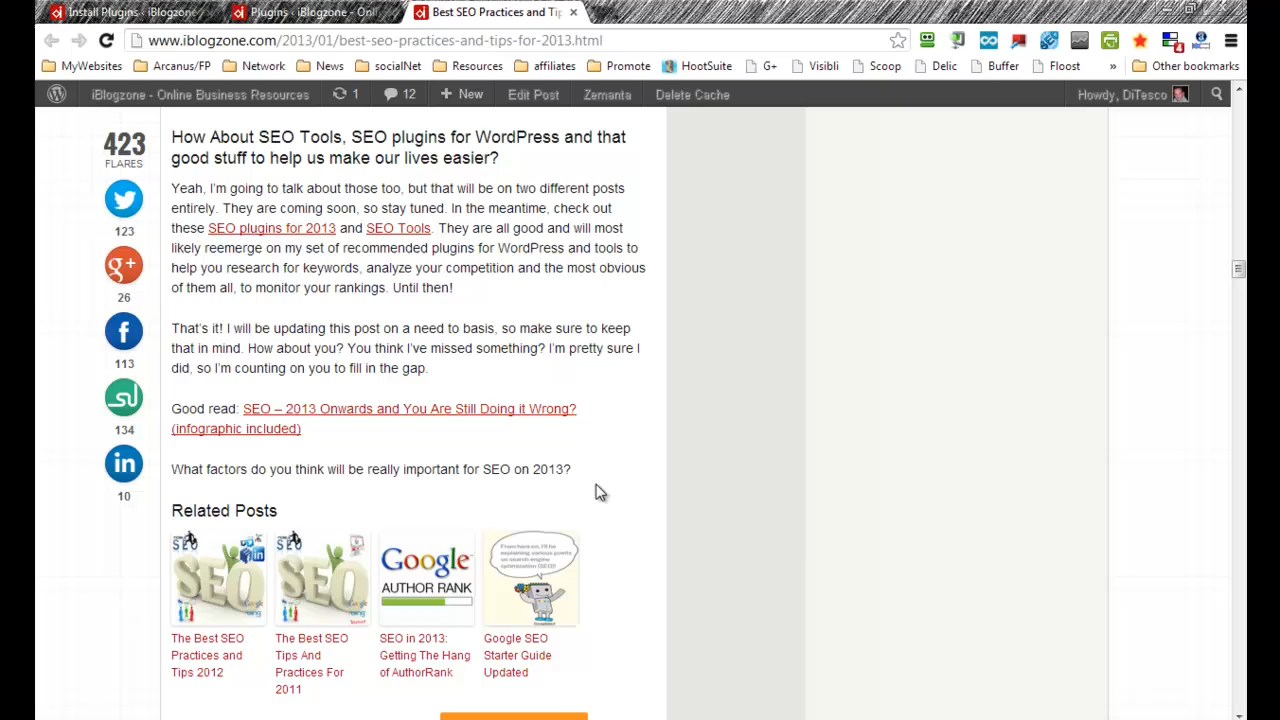 Install Plugins ‹ iBlogzone
Plugins ‹ iBlogzone - Onl
Best SEO Practices and Ti
www.iblogzone.com/2013/01/best-seo-practices-and-tips-for-2013.html
MyWebsites Arcanus/FP Network News socialNet Resources affiliates Promote HootSuite G+ Visibli Scoop Delic Buffer Floost » Other bookmarks
iBlogzone - Online Business Resources 1 12 + New Edit Post Zemanta Delete Cache Howdy, DiTesco
423
FLARES
123
26
113
134
10
How About SEO Tools, SEO plugins for WordPress and that
good stuff to help us make our lives easier?
Yeah, I'm going to talk about those too, but that will be on two different posts
entirely. They are coming soon, so stay tuned. In the meantime, check out
these SEO plugins for 2013 and SEO Tools. They are all good and will most
likely reemerge on my set of recommended plugins for WordPress and tools to
help you research for keywords, analyze your competition and the most obvious
of them all, to monitor your rankings. Until then!
That's it! I will be updating this post on a need to basis, so make sure to keep
that in mind. How about you? You think I've missed something? I'm pretty sure I
did, so I'm counting on you to fill in the gap.
Good read: SEO – 2013 Onwards and You Are Still Doing it Wrong?
(infographic included)
What factors do you think will be really important for SEO on 2013?
Related Posts
SEO
SEO
Google
AUTHOR RANK
From here on, I'll be
explaining various points
on search engine
optimization (SEO)!
The Best SEO
Practices and
Tips 2012
The Best SEO
Tips And
Practices For
2011
SEO in 2013:
Getting The Hang
of AuthorRank
Google SEO
Starter Guide
Updated